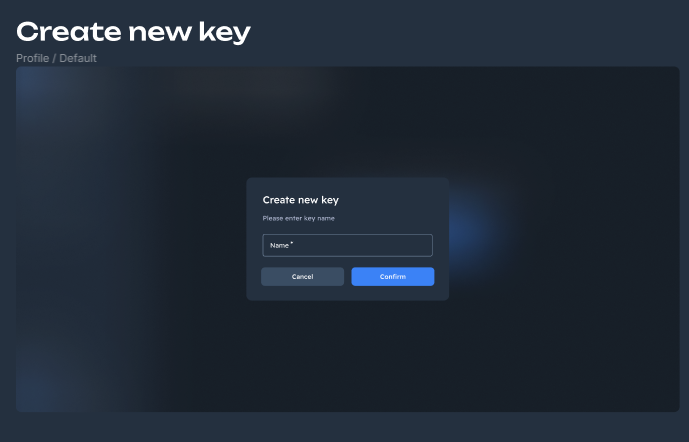 Create new key
Profile / Default
Create new key
Please enter key name
Name*
Cancel
Confirm